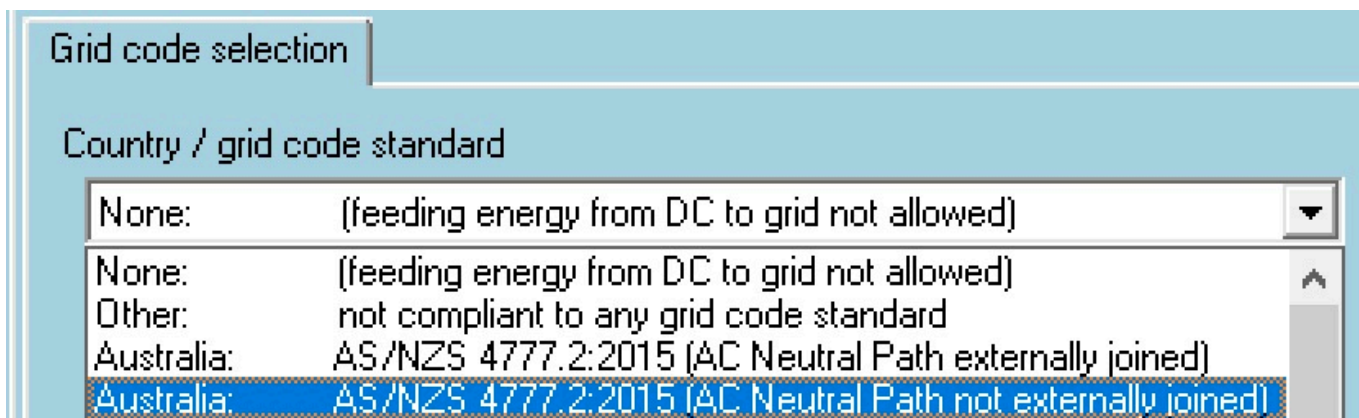 Grid code selection
Country / grid code standard
None: (feeding energy from DC to grid not allowed)
None: (feeding energy from DC to grid not allowed)
Other: not compliant to any grid code standard
Australia: AS/NZS 4777.2:2015 (AC Neutral Path externally joined)
Australia: AS/NZS 4777.2:2015 (AC Neutral Path not externally joined)